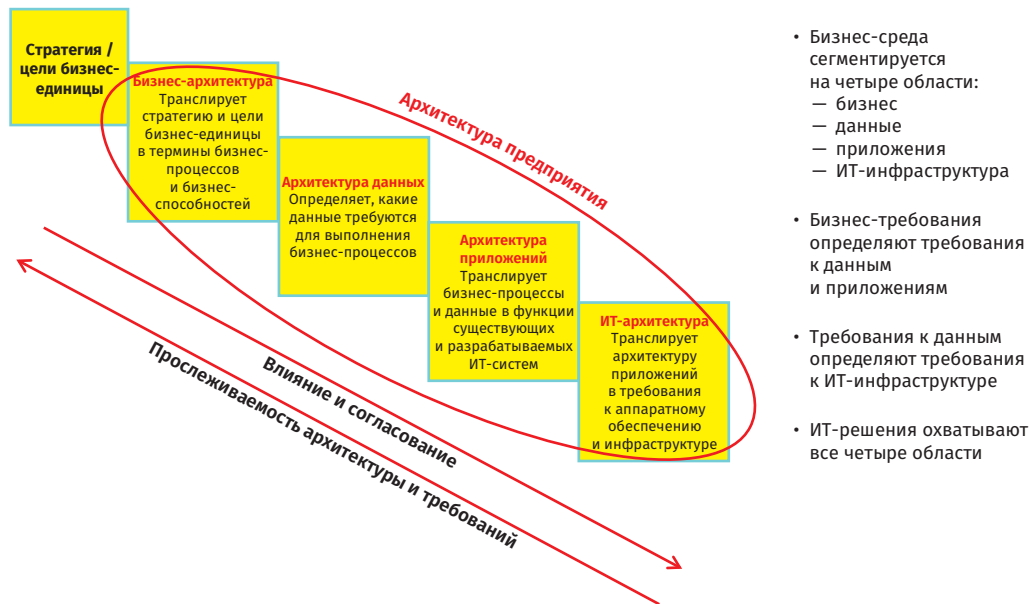 Стратегия /
цели бизнес-
единицы
Бизнес-архитектура
Транслирует
стратегию и цели
бизнес-единицы
в термины бизнес-
процессов
и бизнес-
способностей
Архитектура данных
Определяет, какие
данные требуются
для выполнения
бизнес-процессов
Архитектура
приложений
Транслирует
бизнес-процессы
и данные в функции
существующих
и разрабатываемых
ИТ-систем
ИТ-архитектура
Транслирует
архитектуру
приложений
в требования
к аппаратному
обеспечению
и инфраструктуре
Архитектура предприятия
Влияние и согласование
Прослеживаемость архитектуры и требований
• Бизнес-среда
сегментируется
на четыре области:
— бизнес
— данные
— приложения
— ИТ-инфраструктура
• Бизнес-требования
определяют требования
к данным
и приложениям
• Требования к данным
определяют требования
к ИТ-инфраструктуре
• ИТ-решения охватывают
все четыре области